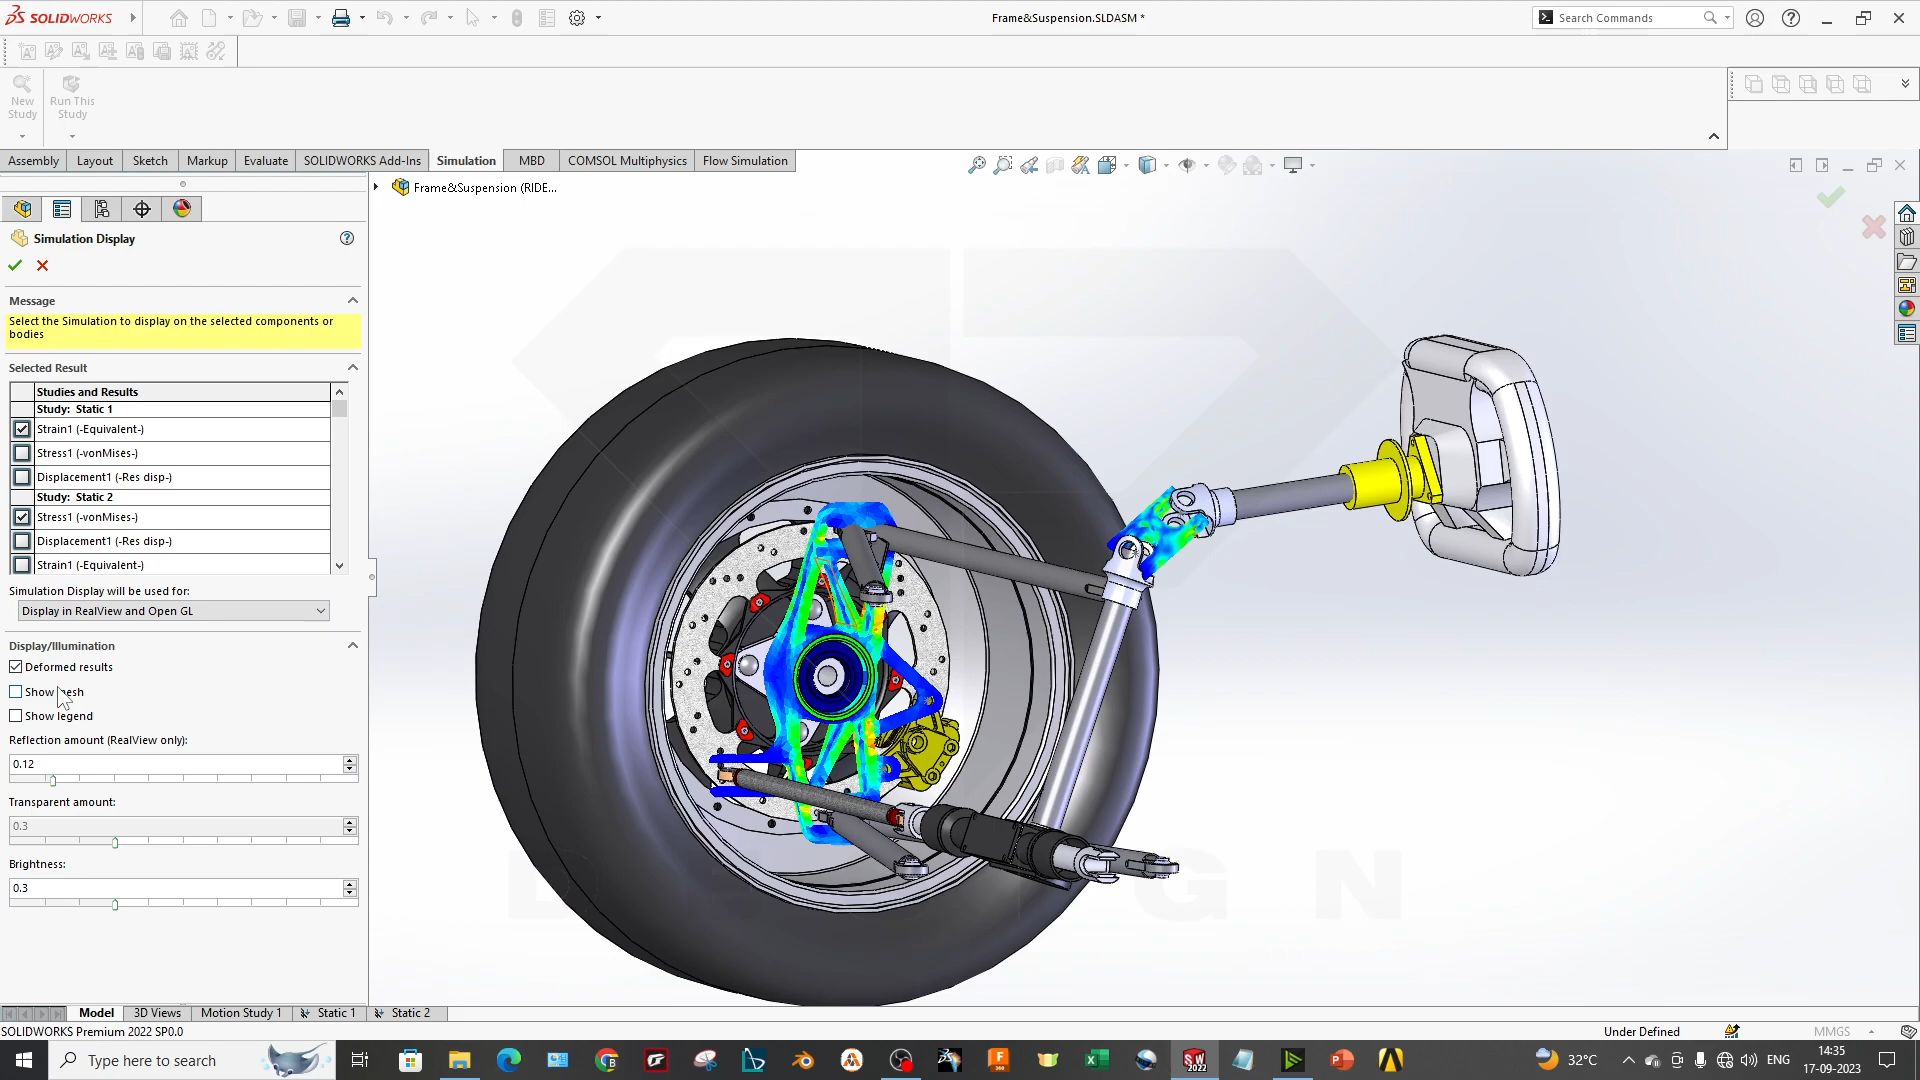 SOLIDWORKS
Frame&Suspension.SLDASM *
Search Commands
New Study
Run This Study
Assembly
Layout
Sketch
Markup
Evaluate
SOLIDWORKS Add-Ins
Simulation
MBD
COMSOL Multiphysics
Flow Simulation
Frame&Suspension (RIDE...
Simulation Display
Message
Select the Simulation to display on the selected components or
bodies
Selected Result
Studies and Results
Study: Static 1
Strain1 (-Equivalent-)
Stress1 (-vonMises-)
Displacement1 (-Res disp-)
Study: Static 2
Stress1 (-vonMises-)
Displacement1 (-Res disp-)
Strain1 (-Equivalent-)
Simulation Display will be used for:
Display in RealView and Open GL
Display/Illumination
Deformed results
Show mesh
Show legend
Reflection amount (RealView only):
0.12
Transparent amount:
0.3
Brightness:
0.3
DESIGN
Model
3D Views
Motion Study 1
Static 1
Static 2
SOLIDWORKS Premium 2022 SP0.0
Under Defined
MMGS
Type here to search
32°C
ENG
14:35
17-09-2023